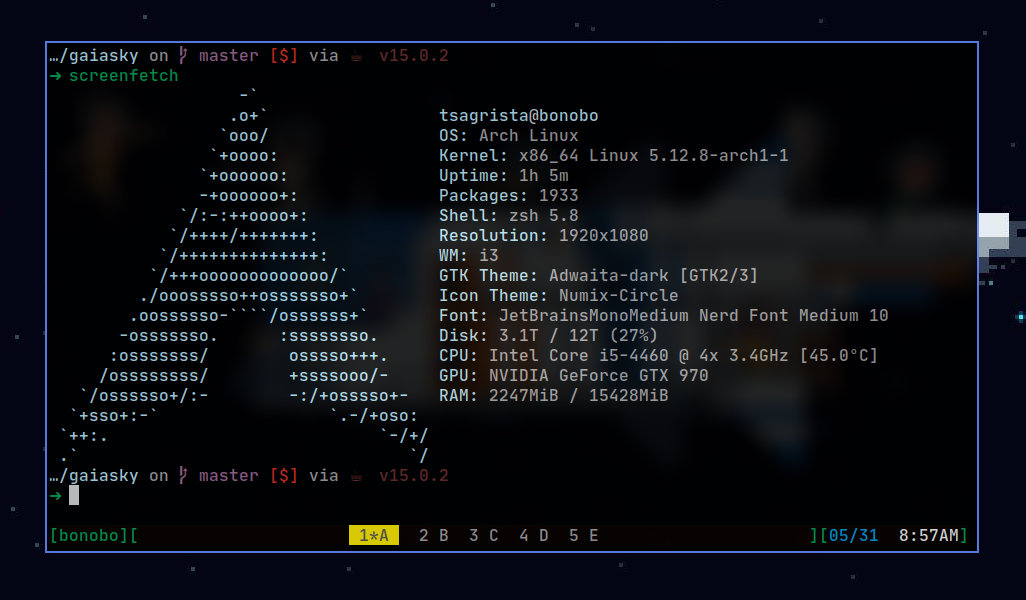 …/gaiasky on master [$] via v15.0.2
➜ screenfetch
-`
.o+` tsagrista@bonobo
`ooo/ OS: Arch Linux
`+oooo: Kernel: x86_64 Linux 5.12.8-arch1-1
`+oooooo: Uptime: 1h 5m
-+oooooo+: Packages: 1933
`/:-:++oooo+: Shell: zsh 5.8
`/++++/+++++++: Resolution: 1920x1080
`/++++++++++++++: WM: i3
`/+++ooooooooooooo/` GTK Theme: Adwaita-dark [GTK2/3]
./ooosssso++osssssso+` Icon Theme: Numix-Circle
.oossssso-````/ossssss+` Font: JetBrainsMonoMedium Nerd Font Medium 10
-osssssso. :ssssssso. Disk: 3.1T / 12T (27%)
:osssssss/ osssso+++. CPU: Intel Core i5-4460 @ 4x 3.4GHz [45.0°C]
/ossssssss/ +ssssooo/- GPU: NVIDIA GeForce GTX 970
`/ossssso+/:- -:/+osssso+- RAM: 2247MiB / 15428MiB
`+sso+:-` `.-/+oso:
`++:. `-/+/
.` `/
…/gaiasky on master [$] via v15.0.2
➜
[bonobo][ 1*A 2 B 3 C 4 D 5 E ][05/31 8:57AM]